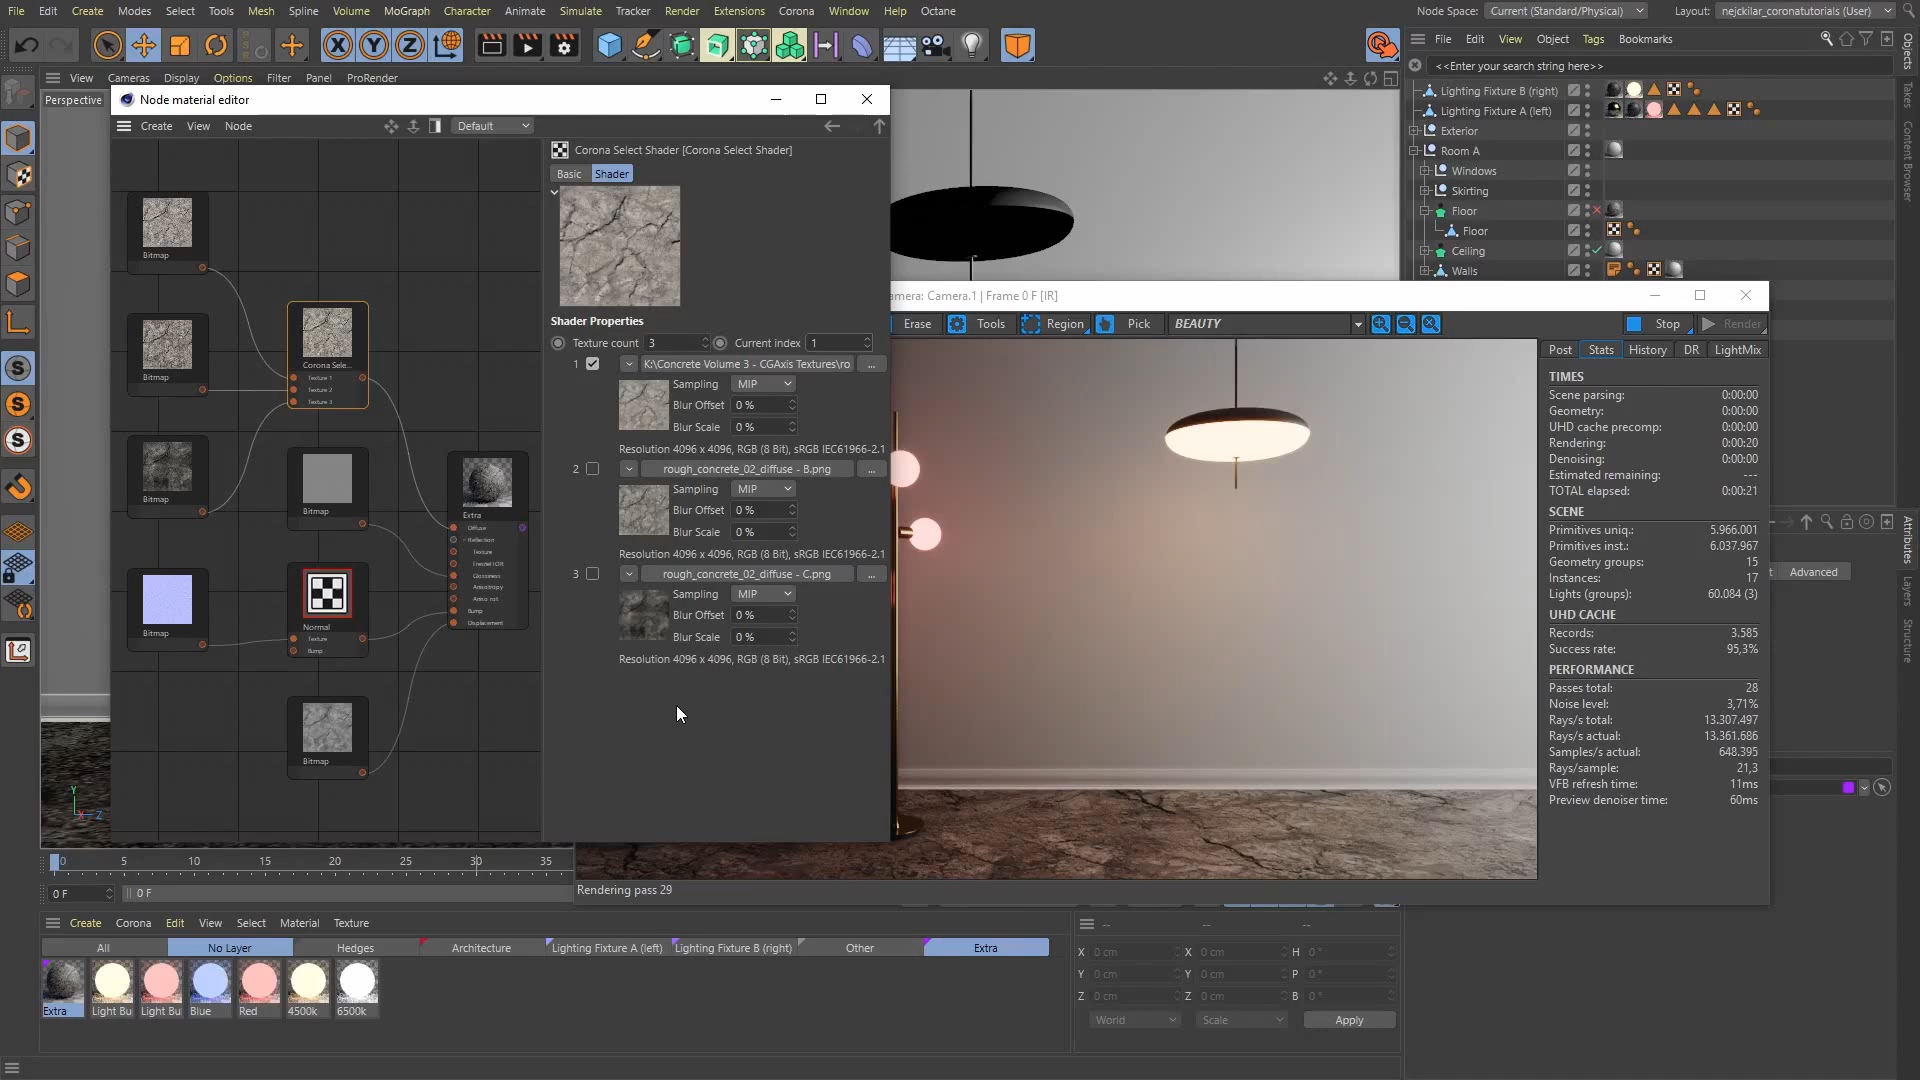 File Edit Create Modes Select Tools Mesh Spline Volume MoGraph Character Animate Simulate Tracker Render Extensions Corona Window Help Octane
Node Space: Current (Standard/Physical) Layout: nejckilar_coronatutorials (User)
File Edit View Object Tags Bookmarks
<<Enter your search string here>>
View Cameras Display Options Filter Panel ProRender
Perspective
Node material editor
Create View Node Default
Corona Select Shader [Corona Select Shader]
Basic Shader
Shader Properties
Texture count 3 Current index 1
1 K:\Concrete Volume 3 - CGAxis Textures\ro ...
Sampling MIP
Blur Offset 0 %
Blur Scale 0 %
Resolution 4096 x 4096, RGB (8 Bit), sRGB IEC61966-2.1
2 rough_concrete_02_diffuse - B.png ...
Sampling MIP
Blur Offset 0 %
Blur Scale 0 %
Resolution 4096 x 4096, RGB (8 Bit), sRGB IEC61966-2.1
3 rough_concrete_02_diffuse - C.png ...
Sampling MIP
Blur Offset 0 %
Blur Scale 0 %
Resolution 4096 x 4096, RGB (8 Bit), sRGB IEC61966-2.1
Bitmap
Bitmap
Bitmap
Bitmap
Corona Sele...
Texture 1
Texture 2
Texture 3
Bitmap
Normal
Texture
Bump
Bitmap
Extra
Diffuse
Reflection
Texture
Fresnel IOR
Glossiness
Anisotropy
Aniso rot.
Bump
Displacement
Lighting Fixture B (right)
Lighting Fixture A (left)
Exterior
Room A
Windows
Skirting
Floor
Floor
Ceiling
Walls
Objects
Takes
Content Browser
Attributes
Layers
Structure
Advanced
amera: Camera.1 | Frame 0 F [IR]
Erase Tools Region Pick BEAUTY Stop Render
Post Stats History DR LightMix
TIMES
Scene parsing: 0:00:00
Geometry: 0:00:00
UHD cache precomp: 0:00:00
Rendering: 0:00:20
Denoising: 0:00:00
Estimated remaining: ---
TOTAL elapsed: 0:00:21
SCENE
Primitives uniq.: 5.966.001
Primitives inst.: 6.037.967
Geometry groups: 15
Instances: 17
Lights (groups): 60.084 (3)
UHD CACHE
Records: 3.585
Success rate: 95,3%
PERFORMANCE
Passes total: 28
Noise level: 3,71%
Rays/s total: 13.307.497
Rays/s actual: 13.361.686
Samples/s actual: 648.395
Rays/sample: 21,3
VFB refresh time: 11ms
Preview denoiser time: 60ms
Rendering pass 29
Y
X Z
0 5 10 15 20 25 30 35
0 F 0 F
Create Corona Edit View Select Material Texture
All No Layer Hedges Architecture Lighting Fixture A (left) Lighting Fixture B (right) Other Extra
Extra Light Bu Light Bu Blue Red 4500k 6500k
-- -- --
X 0 cm X 0 cm H 0 °
Y 0 cm Y 0 cm P 0 °
Z 0 cm Z 0 cm B 0 °
World Scale Apply